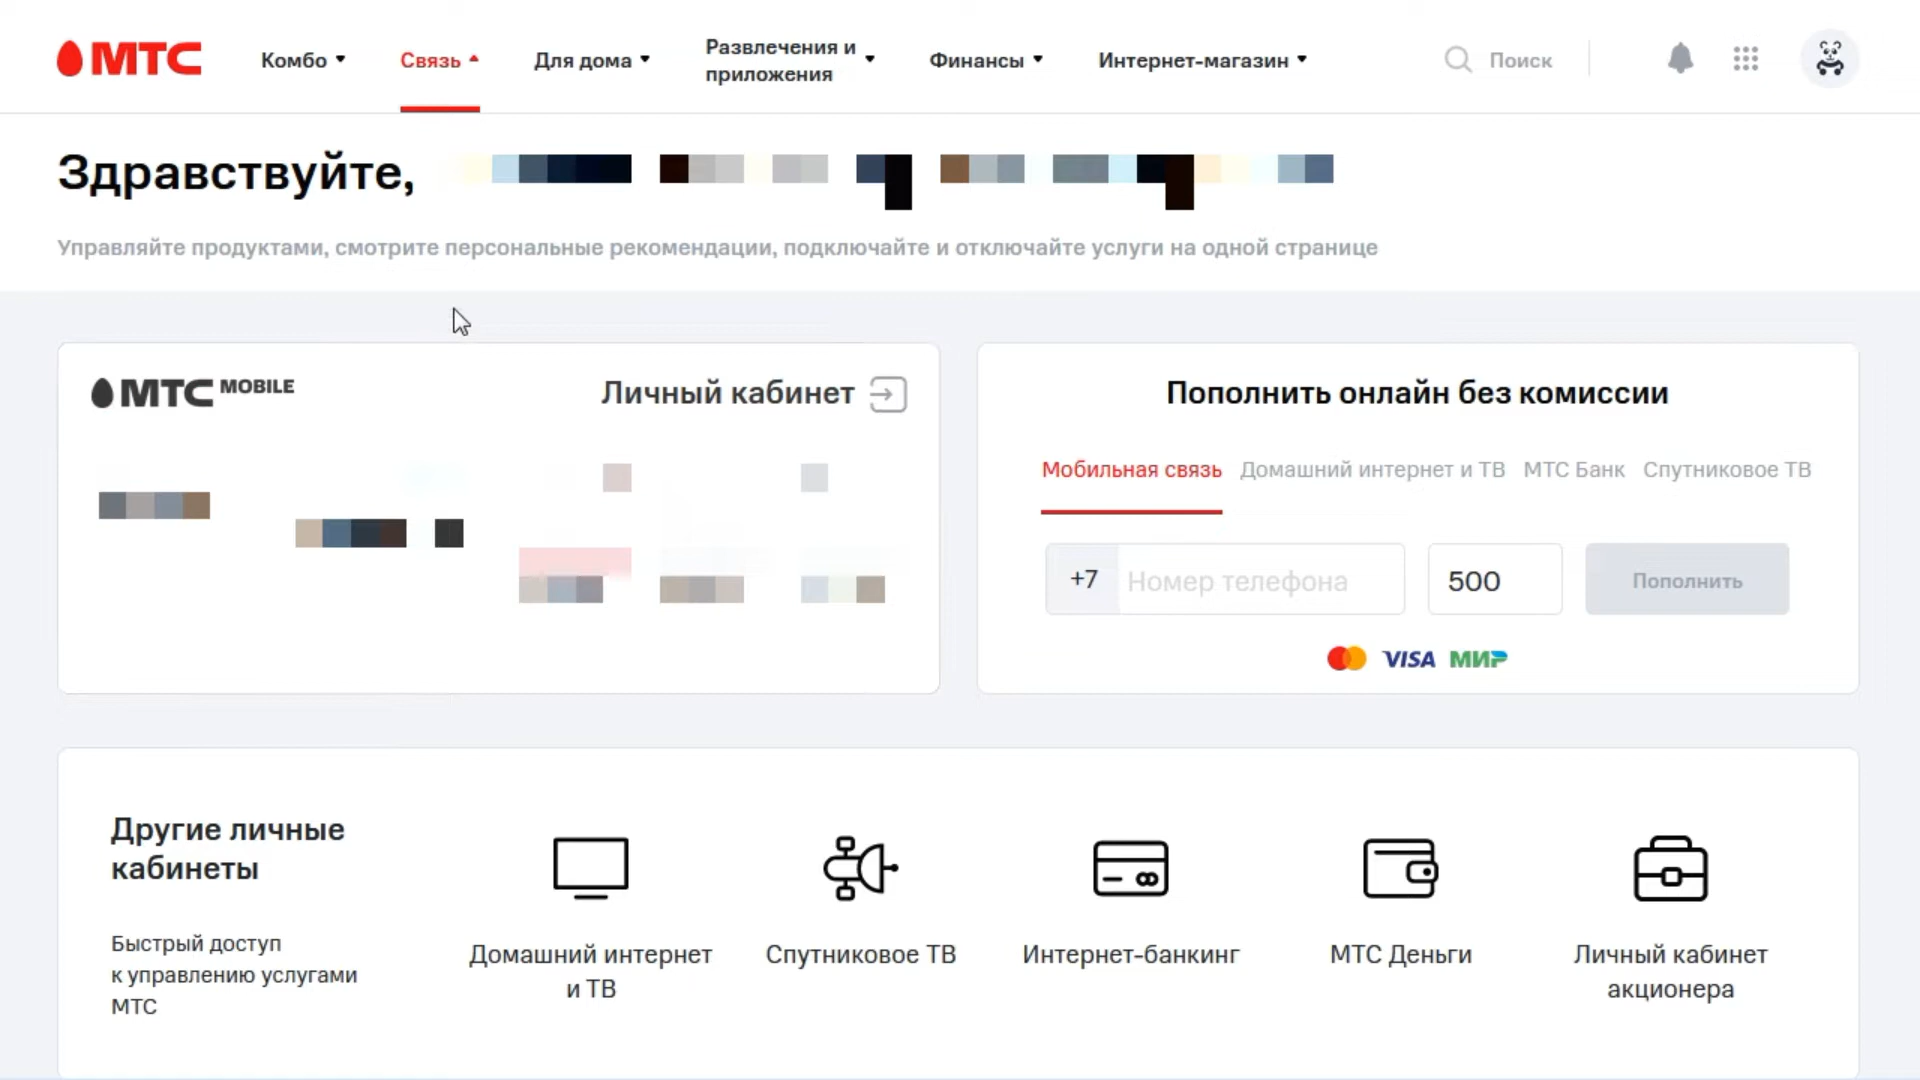 МТС
Комбо
Связь
Для дома
Развлечения и
приложения
Финансы
Интернет-магазин
Поиск
Здравствуйте,
Управляйте продуктами, смотрите персональные рекомендации, подключайте и отключайте услуги на одной странице
МТС MOBILE
Личный кабинет
Пополнить онлайн без комиссии
Мобильная связь
Домашний интернет и ТВ
МТС Банк
Спутниковое ТВ
+7
Номер телефона
500
Пополнить
VISA
МИР
Другие личные
кабинеты
Быстрый доступ
к управлению услугами
МТС
Домашний интернет
и ТВ
Спутниковое ТВ
Интернет-банкинг
МТС Деньги
Личный кабинет
акционера